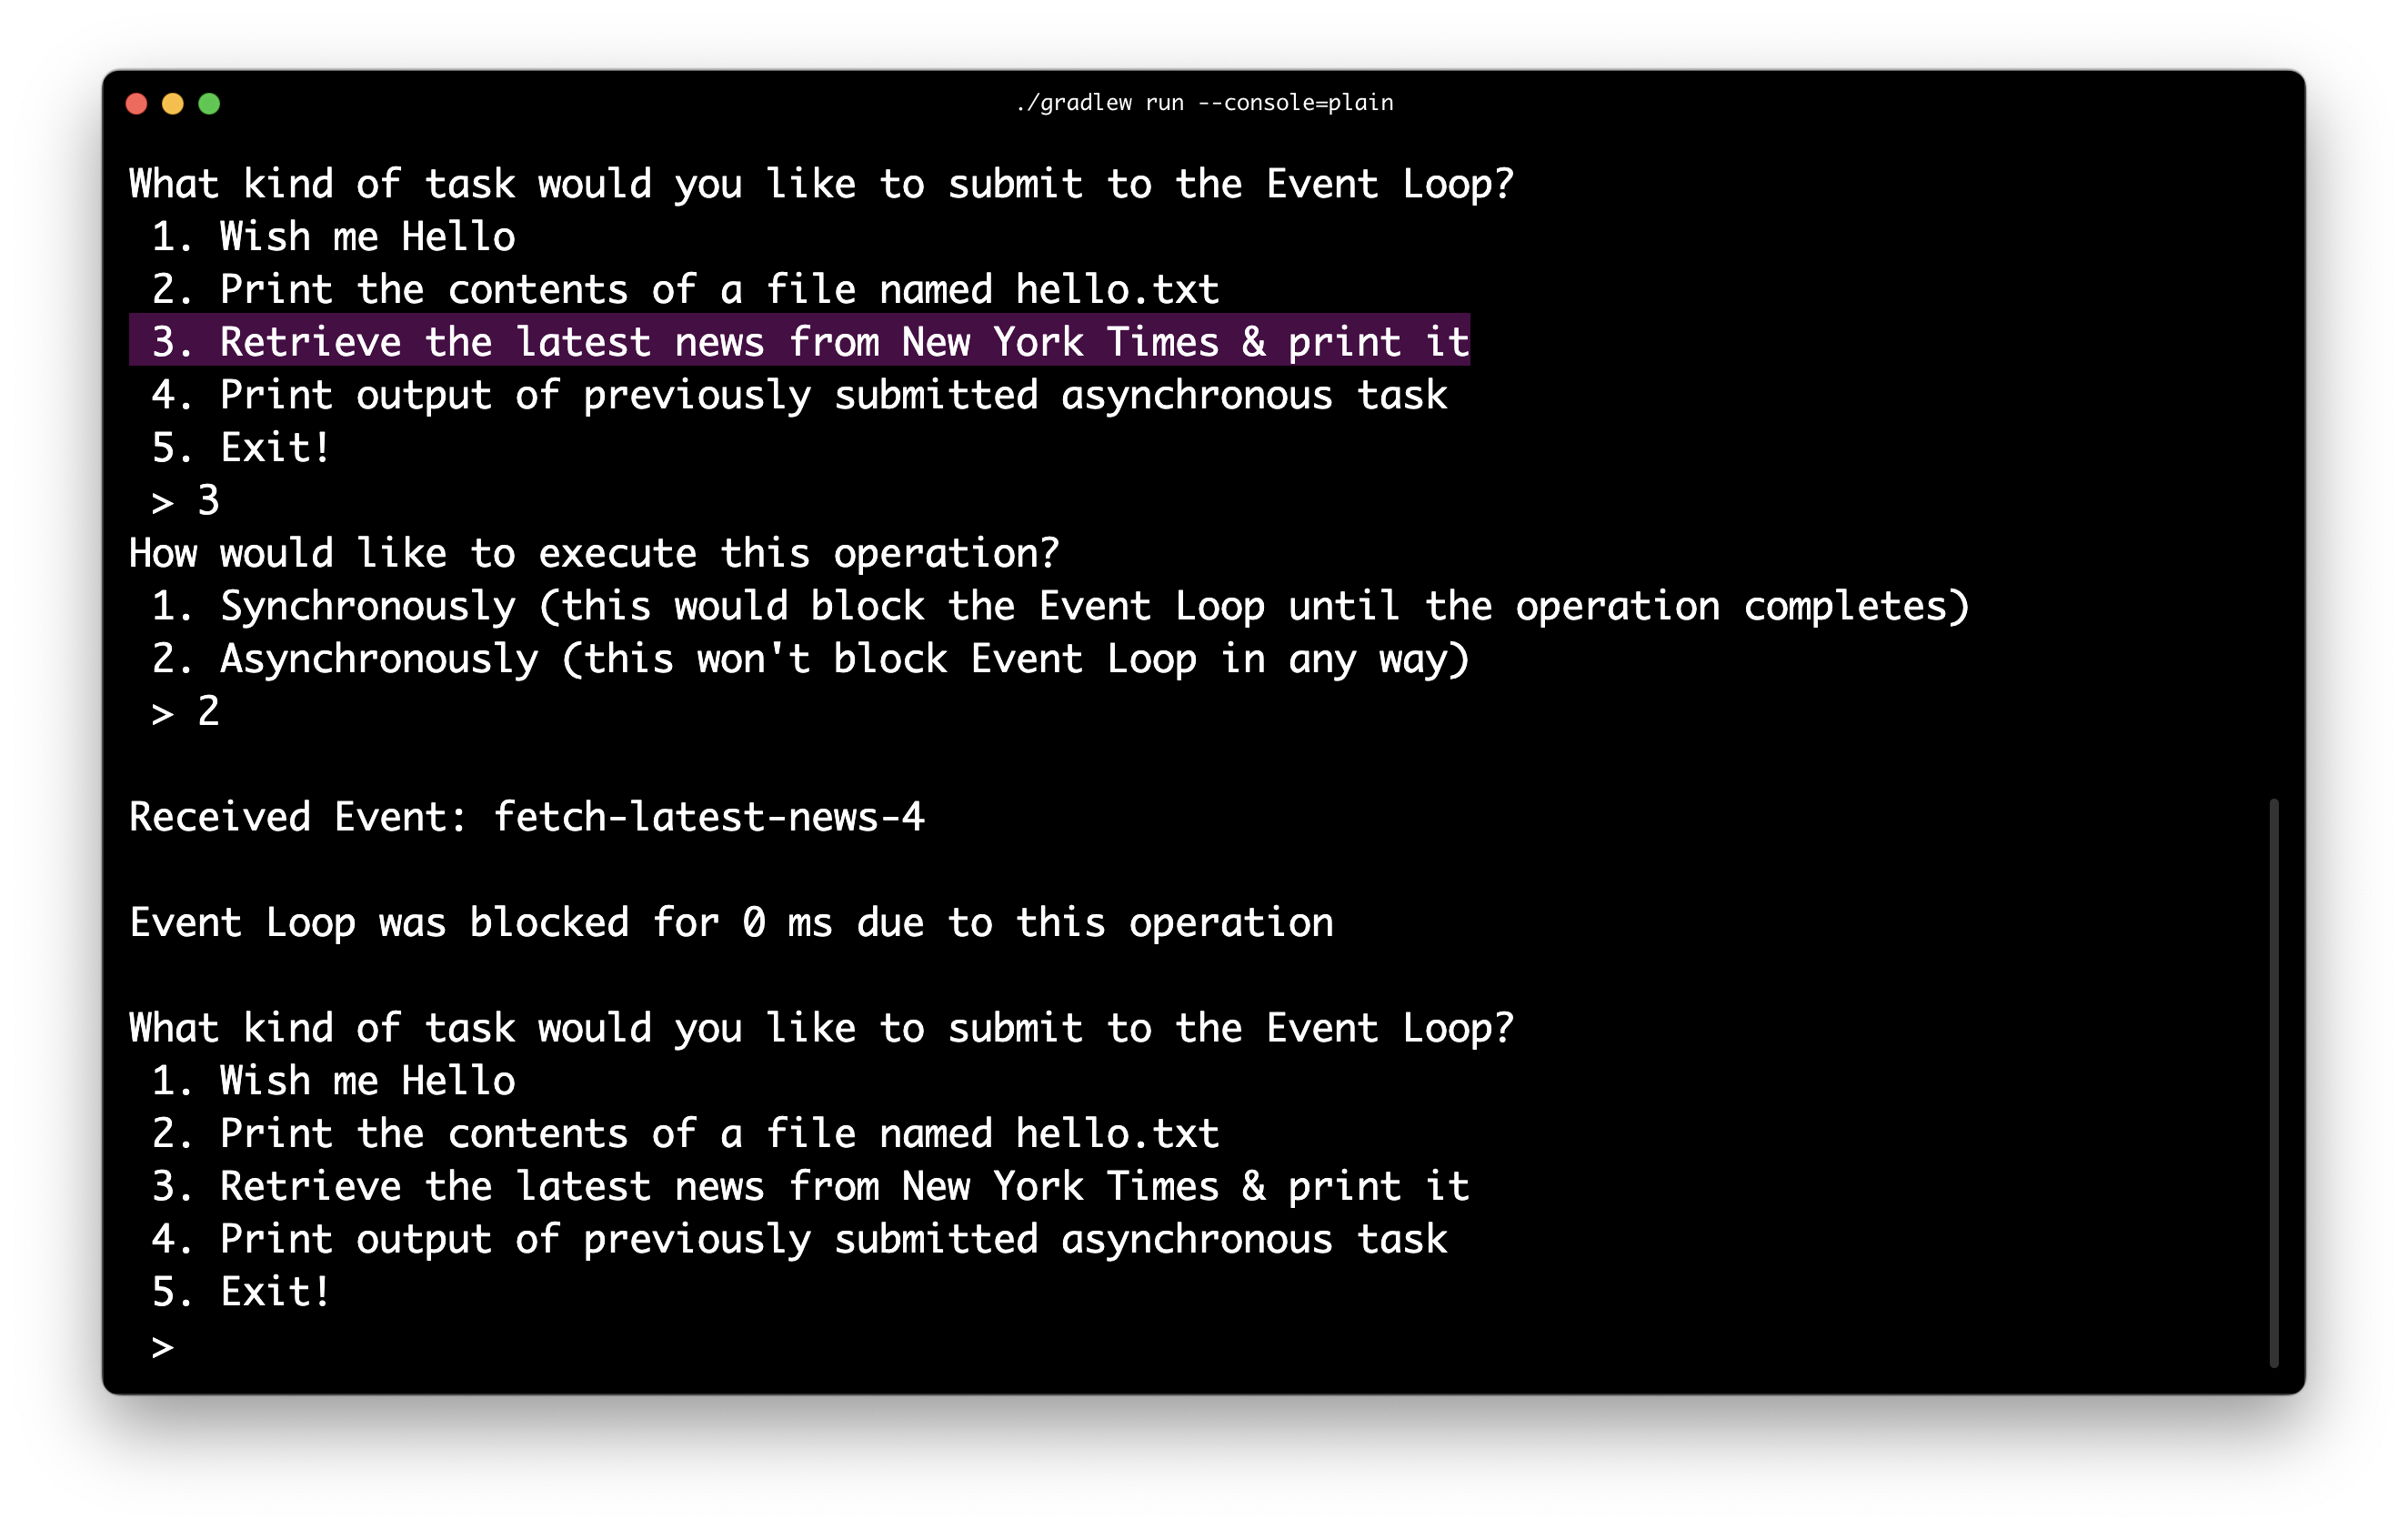 ./gradlew run --console=plain
What kind of task would you like to submit to the Event Loop?
1. Wish me Hello
2. Print the contents of a file named hello.txt
3. Retrieve the latest news from New York Times & print it
4. Print output of previously submitted asynchronous task
5. Exit!
> 3
How would like to execute this operation?
1. Synchronously (this would block the Event Loop until the operation completes)
2. Asynchronously (this won't block Event Loop in any way)
> 2
Received Event: fetch-latest-news-4
Event Loop was blocked for 0 ms due to this operation
What kind of task would you like to submit to the Event Loop?
1. Wish me Hello
2. Print the contents of a file named hello.txt
3. Retrieve the latest news from New York Times & print it
4. Print output of previously submitted asynchronous task
5. Exit!
>